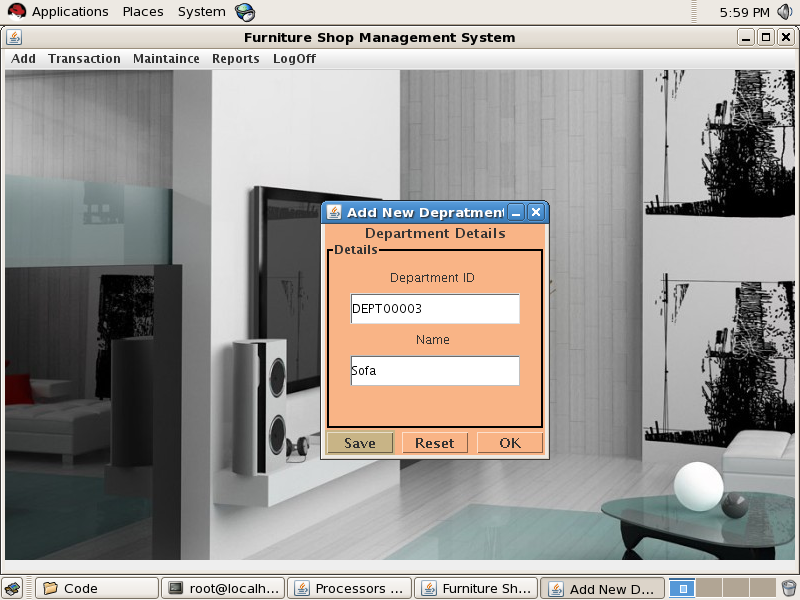 Applications Places System 5:59 PM
Furniture Shop Management System
Add Transaction Maintaince Reports LogOff
Add New Depratment
Department Details
Details
Department ID
DEPT00003
Name
Sofa
Save Reset OK
Code root@localh... Processors ... Furniture Sh... Add New D...